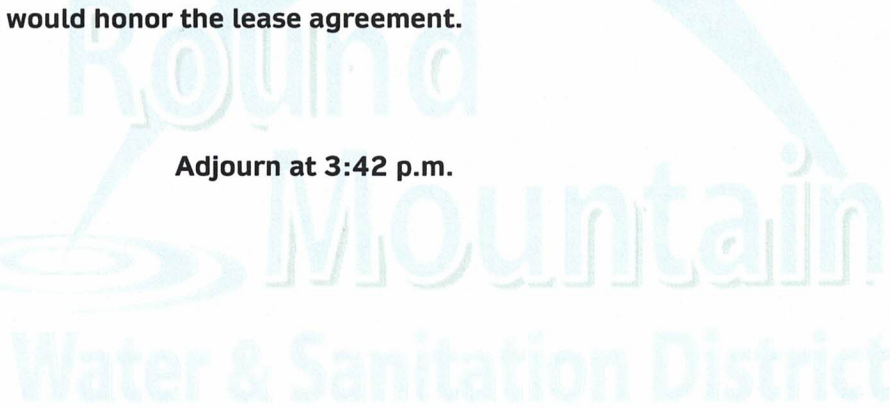 would honor the lease agreement.
Round
Adjourn at 3:42 p.m.
Mountain
Water & Sanitation District